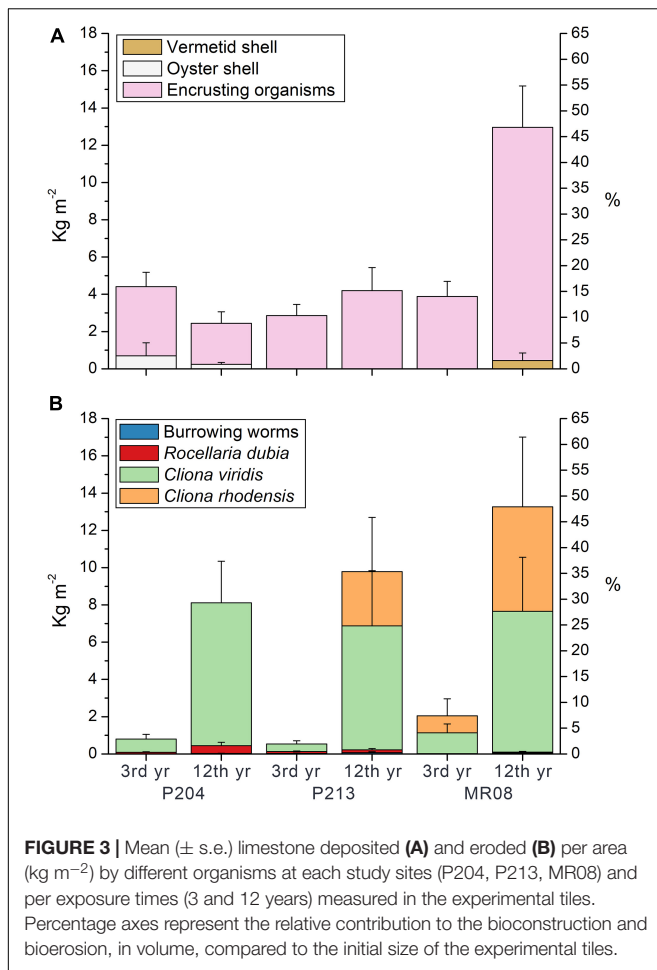 A
18
16
14
12
10
8
6
4
2
0
Kg m⁻²
Vermetid shell
Oyster shell
Encrusting organisms
65
60
55
50
45
40
35
30
25
20
15
10
5
0
%
B
18
16
14
12
10
8
6
4
2
0
Kg m⁻²
Burrowing worms
Rocellaria dubia
Cliona viridis
Cliona rhodensis
65
60
55
50
45
40
35
30
25
20
15
10
5
0
%
3rd yr 12th yr 3rd yr 12th yr 3rd yr 12th yr
P204 P213 MR08
FIGURE 3 | Mean (± s.e.) limestone deposited (A) and eroded (B) per area
(kg m⁻²) by different organisms at each study sites (P204, P213, MR08) and
per exposure times (3 and 12 years) measured in the experimental tiles.
Percentage axes represent the relative contribution to the bioconstruction and
bioerosion, in volume, compared to the initial size of the experimental tiles.